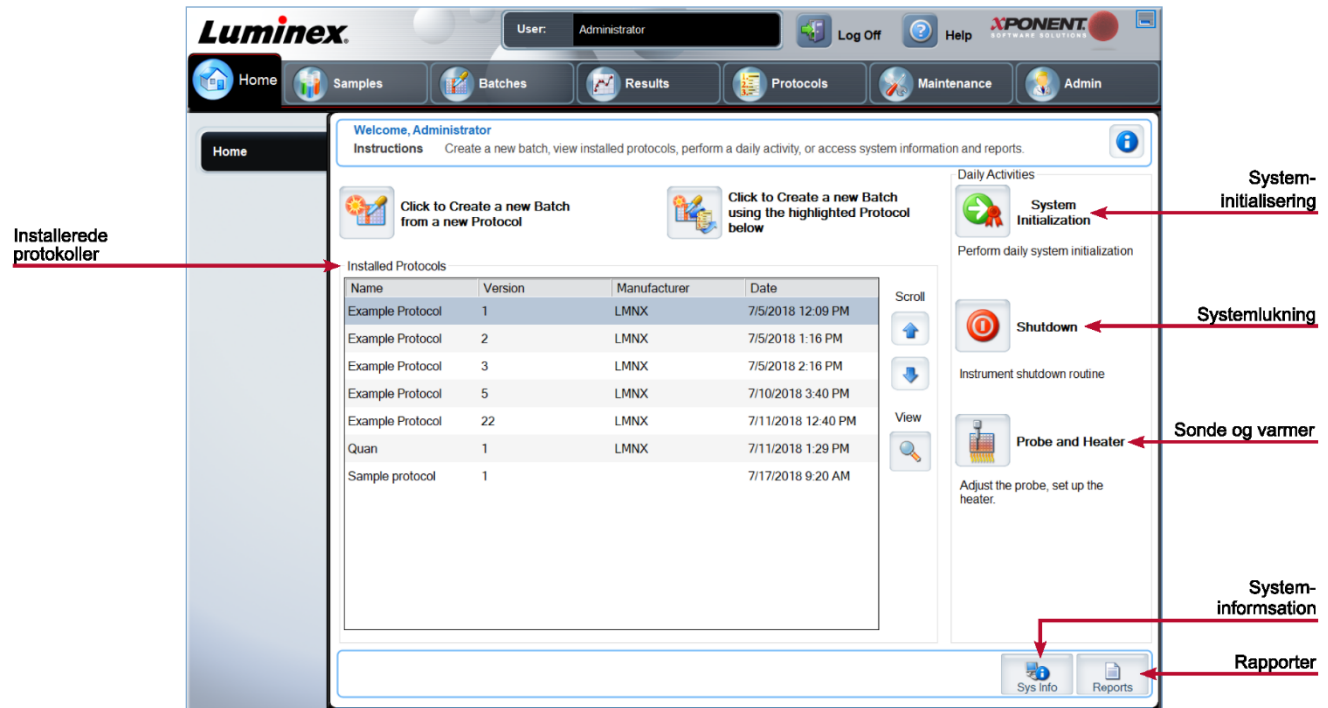 Luminex.
User:
Administrator
Log Off
Help
XPONENT.
SOFTWARE SOLUTIONS
Home
Samples
Batches
Results
Protocols
Maintenance
Admin
Home
Welcome, Administrator
Instructions Create a new batch, view installed protocols, perform a daily activity, or access system information and reports.
Click to Create a new Batch
from a new Protocol
Click to Create a new Batch
using the highlighted Protocol
below
Installerede
protokoller
Installed Protocols
Name Version Manufacturer Date
Example Protocol 1 LMNX 7/5/2018 12:09 PM
Example Protocol 2 LMNX 7/5/2018 1:16 PM
Example Protocol 3 LMNX 7/5/2018 2:16 PM
Example Protocol 5 LMNX 7/10/2018 3:40 PM
Example Protocol 22 LMNX 7/11/2018 12:40 PM
Quan 1 LMNX 7/11/2018 1:29 PM
Sample protocol 1 7/17/2018 9:20 AM
Scroll
View
Daily Activities
System
Initialization
Perform daily system initialization
Shutdown
Instrument shutdown routine
Probe and Heater
Adjust the probe, set up the
heater.
Sys Info
Reports
System-
initialisering
Systemlukning
Sonde og varmer
System-
informsation
Rapporter